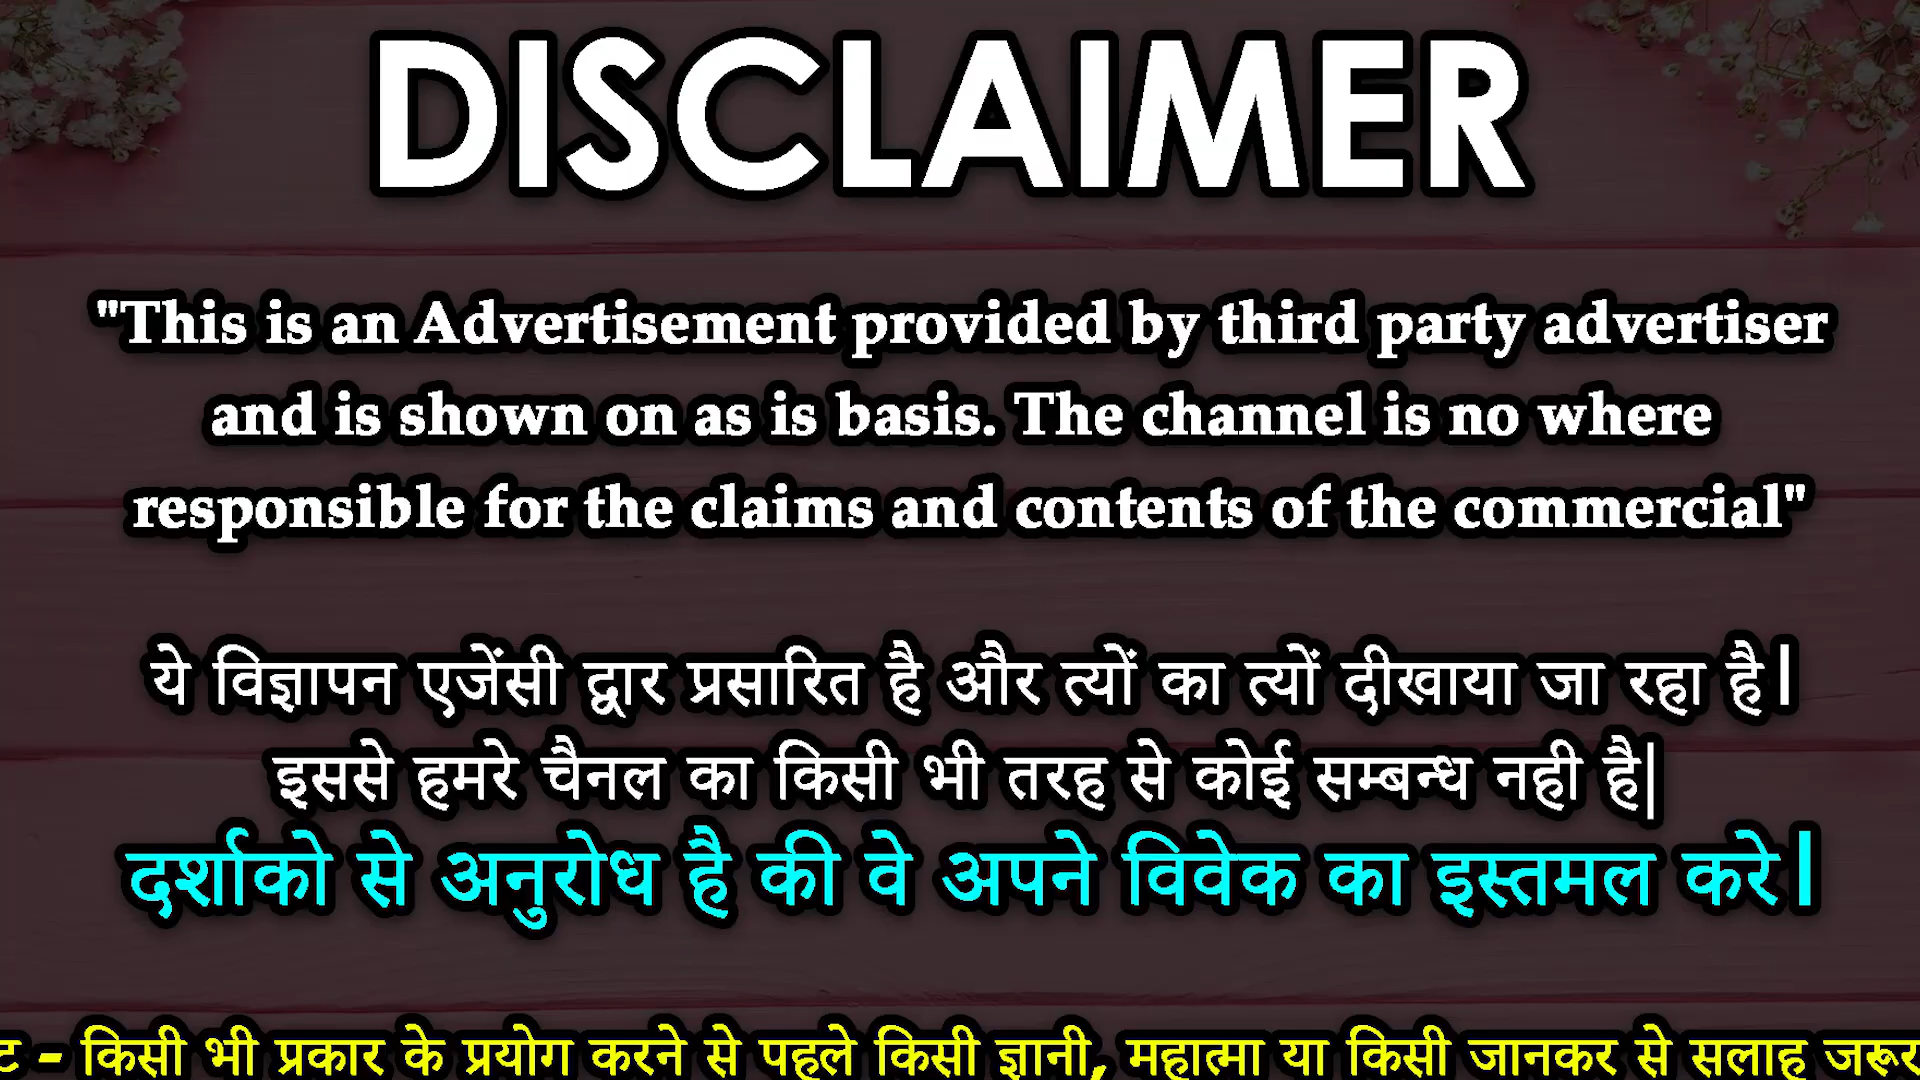 DISCLAIMER
"This is an Advertisement provided by third party advertiser
and is shown on as is basis. The channel is no where
responsible for the claims and contents of the commercial"
ये विज्ञापन एजेंसी द्वार प्रसारित है और त्यों का त्यों दीखाया जा रहा है।
इससे हमरे चैनल का किसी भी तरह से कोई सम्बन्ध नही है|
दर्शाको से अनुरोध है की वे अपने विवेक का इस्तमल करे।
- किसी भी प्रकार के प्रयोग करने से पहले किसी ज्ञानी, महात्मा या किसी जानकर से सलाह